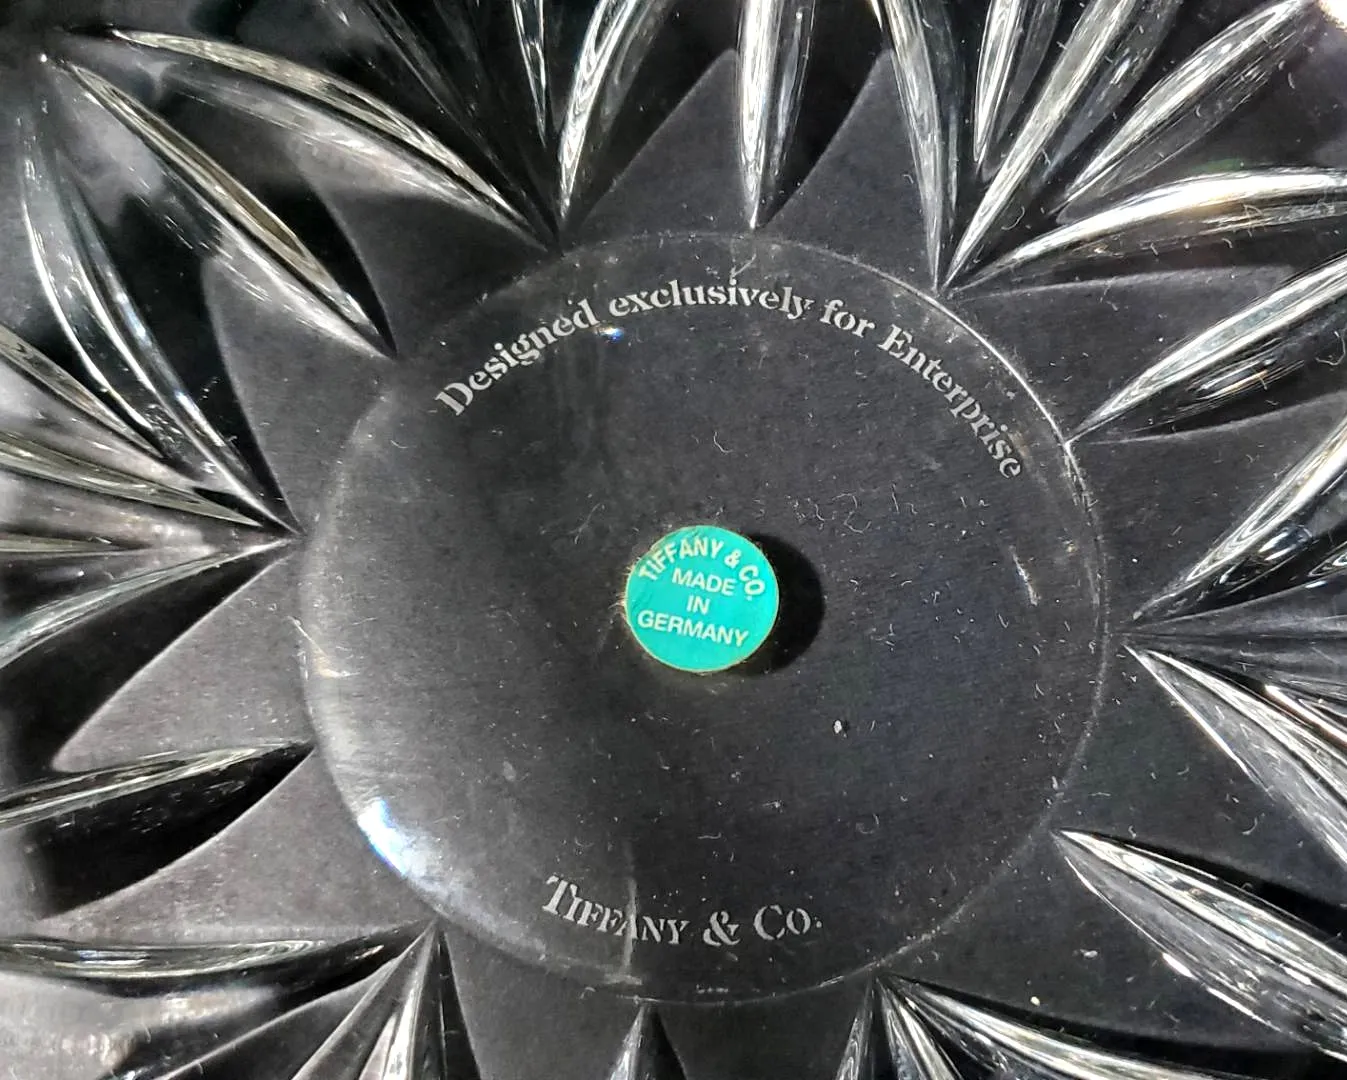 Designed exclusively for Enterprise
TIFFANY & CO.
MADE
IN
GERMANY
TIFFANY & CO.